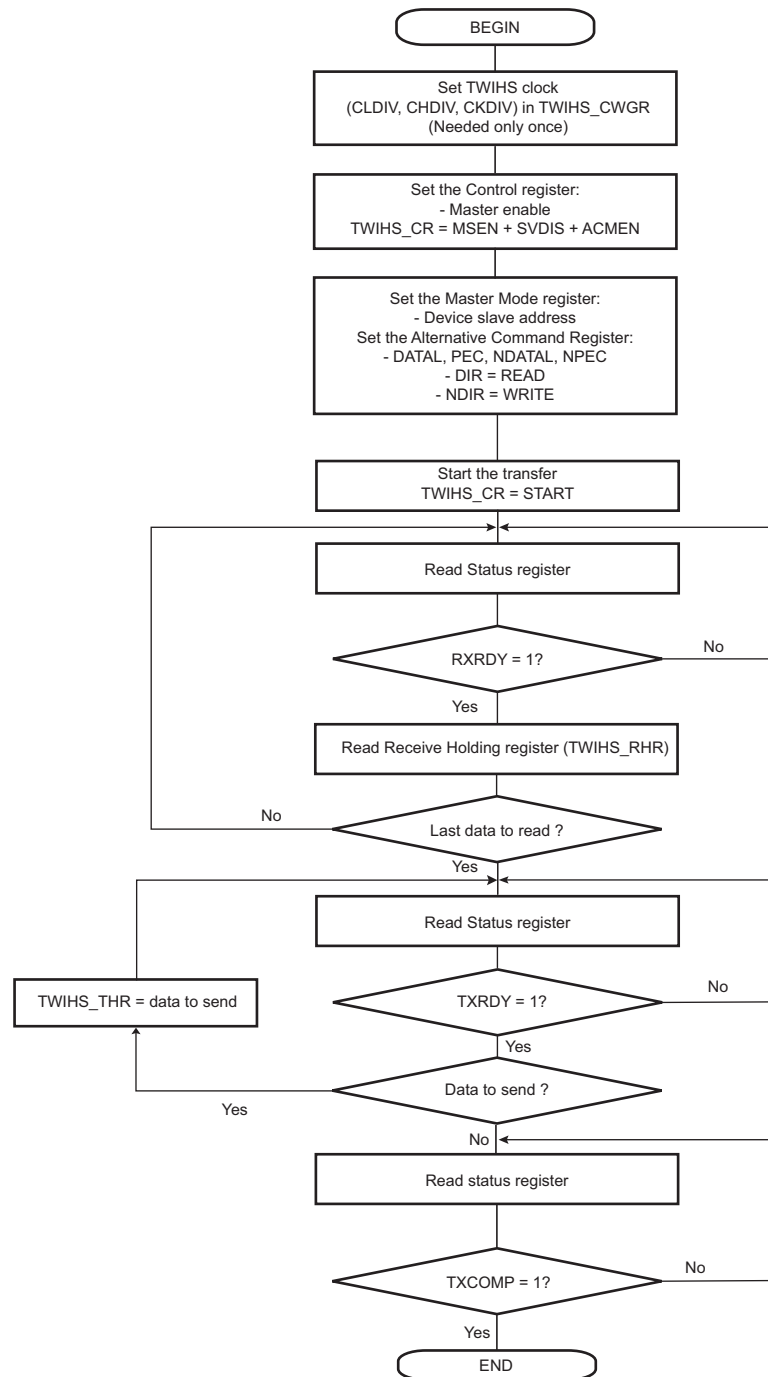 BEGIN
Set TWIHS clock
(CLDIV, CHDIV, CKDIV) in TWIHS_CWGR
(Needed only once)
Set the Control register:
- Master enable
TWIHS_CR = MSEN + SVDIS + ACMEN
Set the Master Mode register:
- Device slave address
Set the Alternative Command Register:
- DATAL, PEC, NDATAL, NPEC
- DIR = READ
- NDIR = WRITE
Start the transfer
TWIHS_CR = START
Read Status register
RXRDY = 1?
No
Yes
Read Receive Holding register (TWIHS_RHR)
No
Last data to read ?
Yes
Read Status register
TWIHS_THR = data to send
TXRDY = 1?
No
Yes
Data to send ?
Yes
No
Read status register
TXCOMP = 1?
No
Yes
END